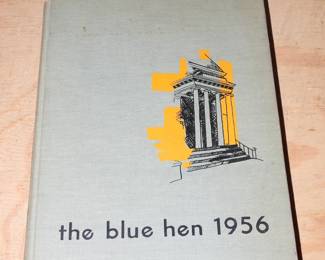 the blue hen 1956